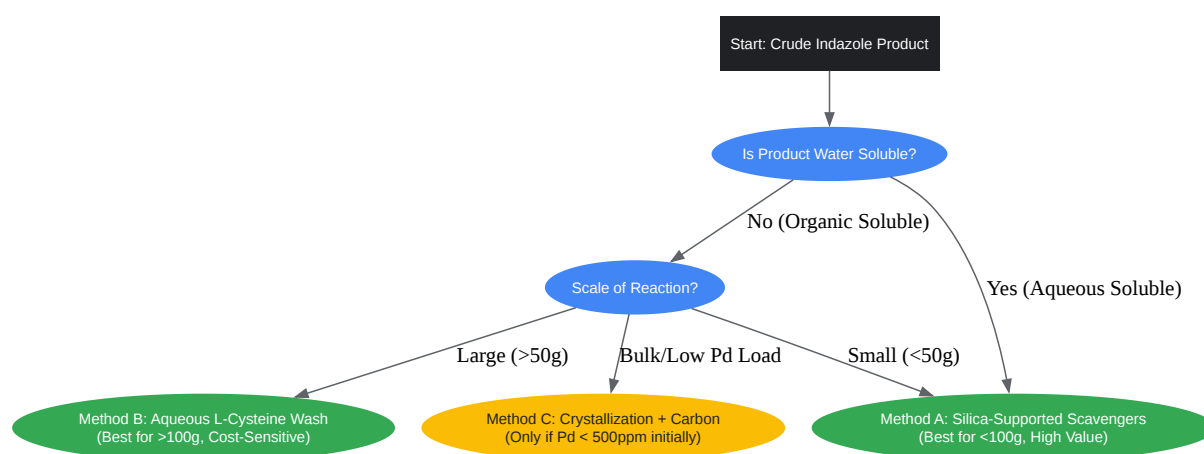 Start: Crude Indazole Product
Is Product Water Soluble?
No (Organic Soluble)
Scale of Reaction?
Yes (Aqueous Soluble)
Large (>50g)
Bulk/Low Pd Load
Small (<50g)
Method B: Aqueous L-Cysteine Wash
(Best for >100g, Cost-Sensitive)
Method C: Crystallization + Carbon
(Only if Pd < 500ppm initially)
Method A: Silica-Supported Scavengers
(Best for <100g, High Value)